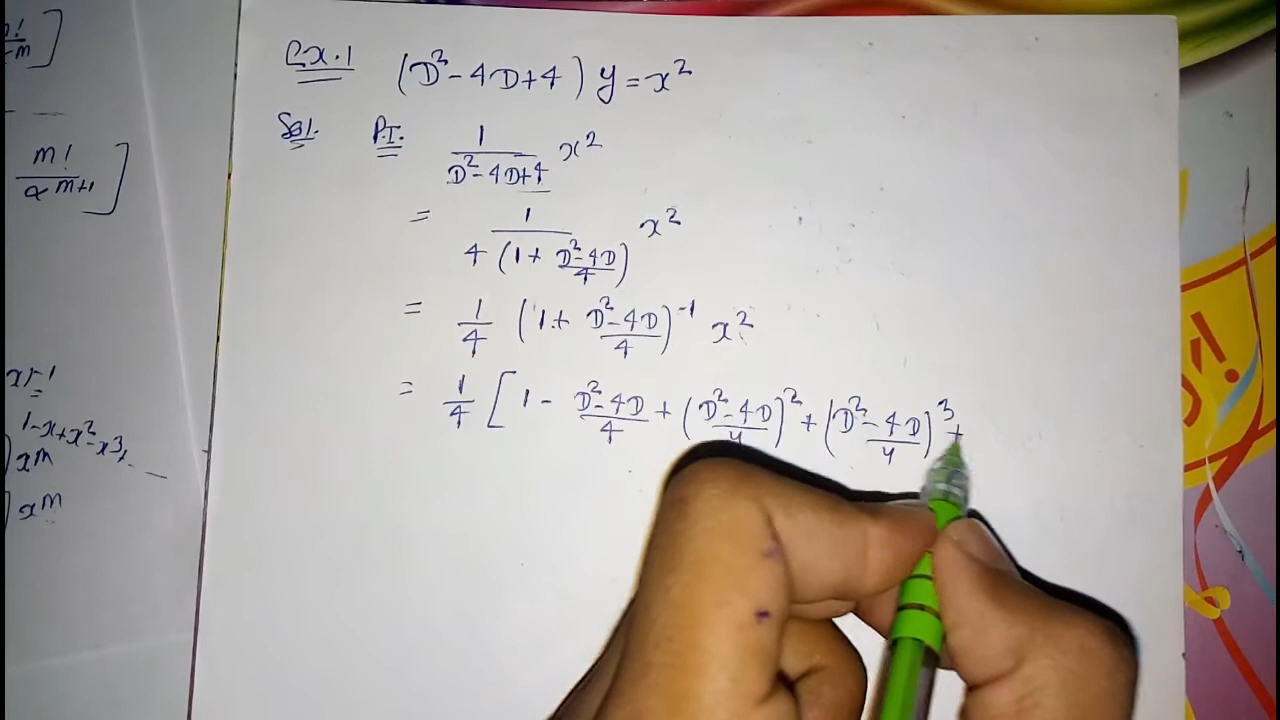 Ex.1 (D² - 4D + 4) y = x²
Sol. P.I. 1/(D² - 4D + 4) x²
= 1/(4 (1 + (D² - 4D)/4)) x²
= 1/4 (1 + (D² - 4D)/4)⁻¹ x²
= 1/4 [ 1 - (D² - 4D)/4 + ((D² - 4D)/4)² + ((D² - 4D)/4)³ +
m!
α^(m+1) ]
1 - x + x² - x³ + ...
x^m
x^m